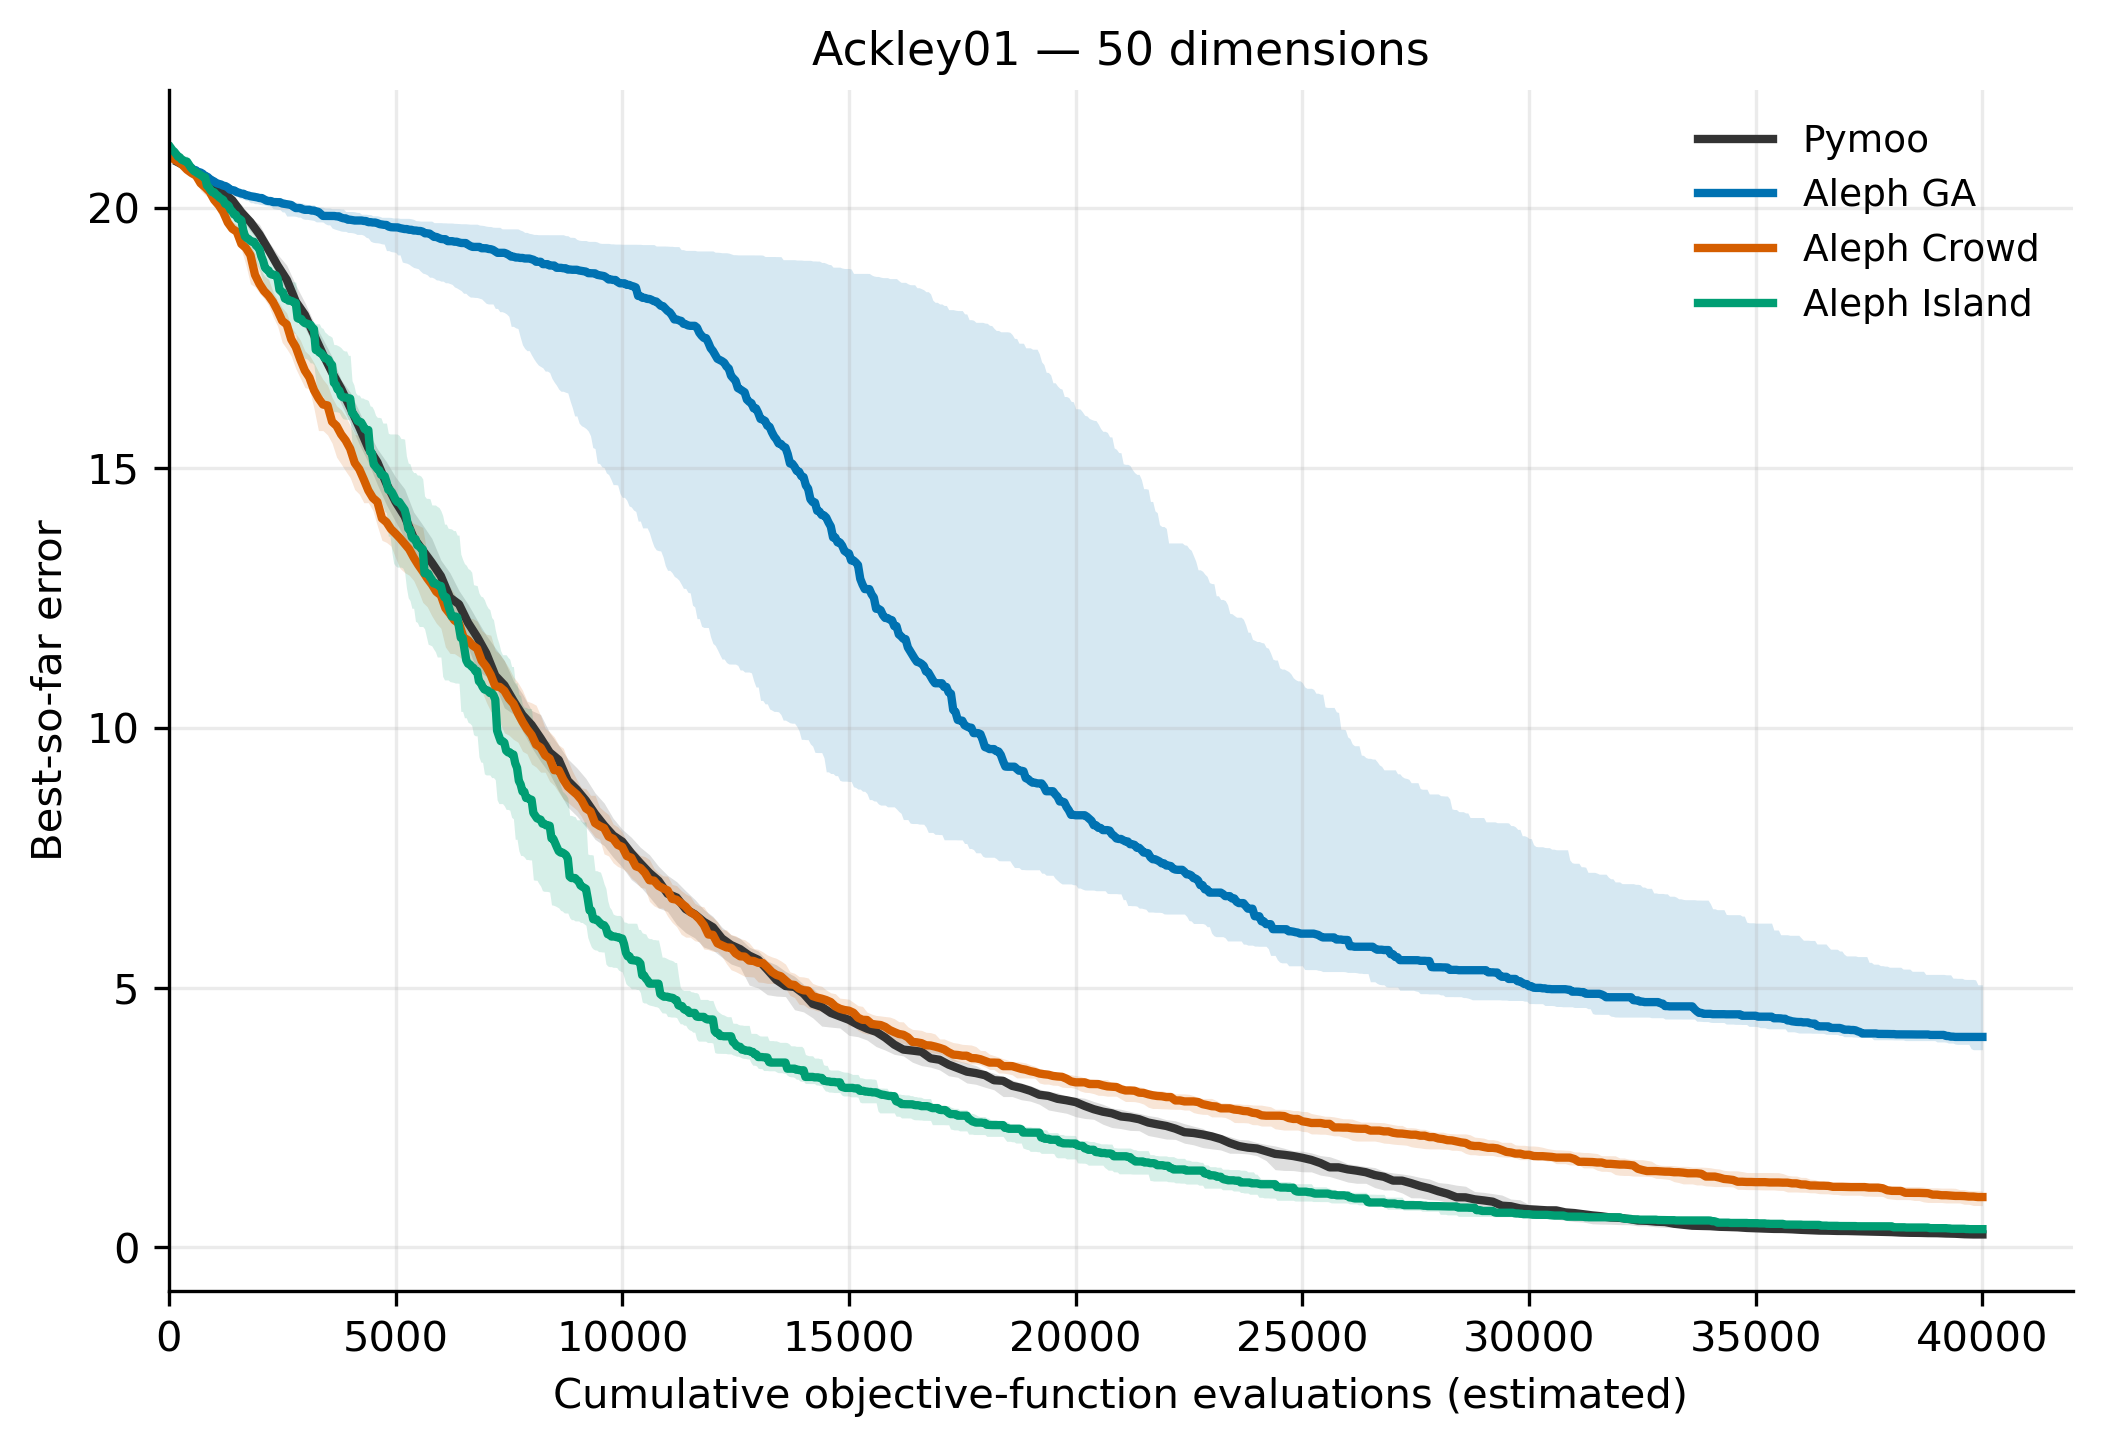 Ackley01 — 50 dimensions
Pymoo
Aleph GA
Aleph Crowd
Aleph Island
Best-so-far error
20
15
10
5
0
0 5000 10000 15000 20000 25000 30000 35000 40000
Cumulative objective-function evaluations (estimated)